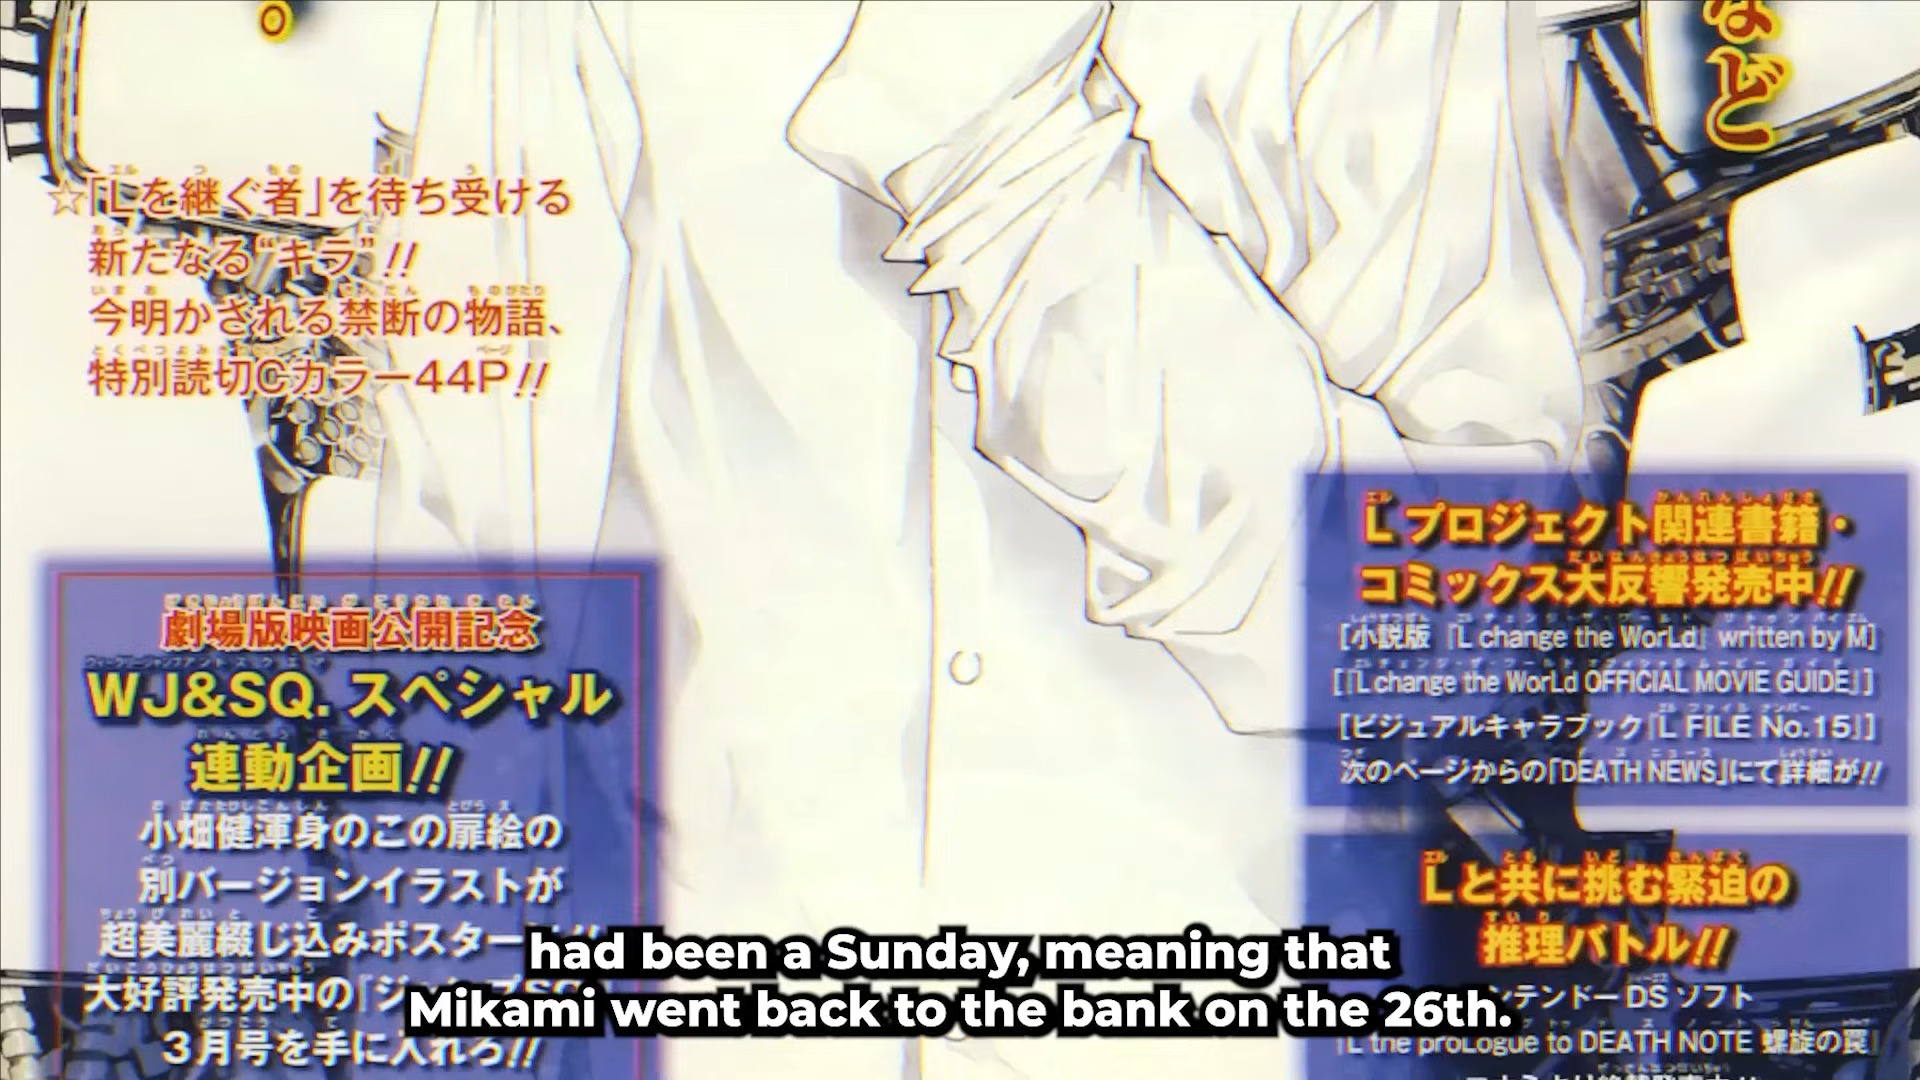 。
など
☆「Lを継ぐ者」を待ち受ける
新たなる“キラ”!!
今明かされる禁断の物語、
特別読切Cカラー44P!!
劇場版映画公開記念
WJ&SQ.スペシャル
連動企画!!
小畑健渾身のこの扉絵の
別バージョンイラストが
超美麗綴じ込みポスター
大好評発売中の「ジャンプSQ
3月号を手に入れろ!!
Lプロジェクト関連書籍・
コミックス大反響発売中!!
[小説版『L change the WorLd』written by M]
[『L change the WorLd OFFICIAL MOVIE GUIDE』]
[ビジュアルキャラブック『L FILE No.15』]
次のページからの「DEATH NEWS」にて詳細が!!
Lと共に挑む緊迫の
推理バトル!!
ンテンドーDSソフト
『L the proLogue to DEATH NOTE 螺旋の罠』
had been a Sunday, meaning that
Mikami went back to the bank on the 26th.